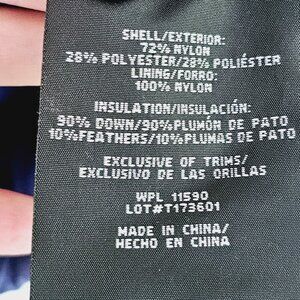 SHELL/EXTERIOR:
72% NYLON
28% POLYESTER/28% POLIÉSTER
LINING/FORRO:
100% NYLON
INSULATION/INSULACIÓN:
90% DOWN/90% PLUMÓN DE PATO
10%FEATHERS/10% PLUMAS DE PATO
EXCLUSIVE OF TRIMS/
EXCLUSIVO DE LAS ORILLAS
WPL 11590
LOT#T173601
MADE IN CHINA/
HECHO EN CHINA